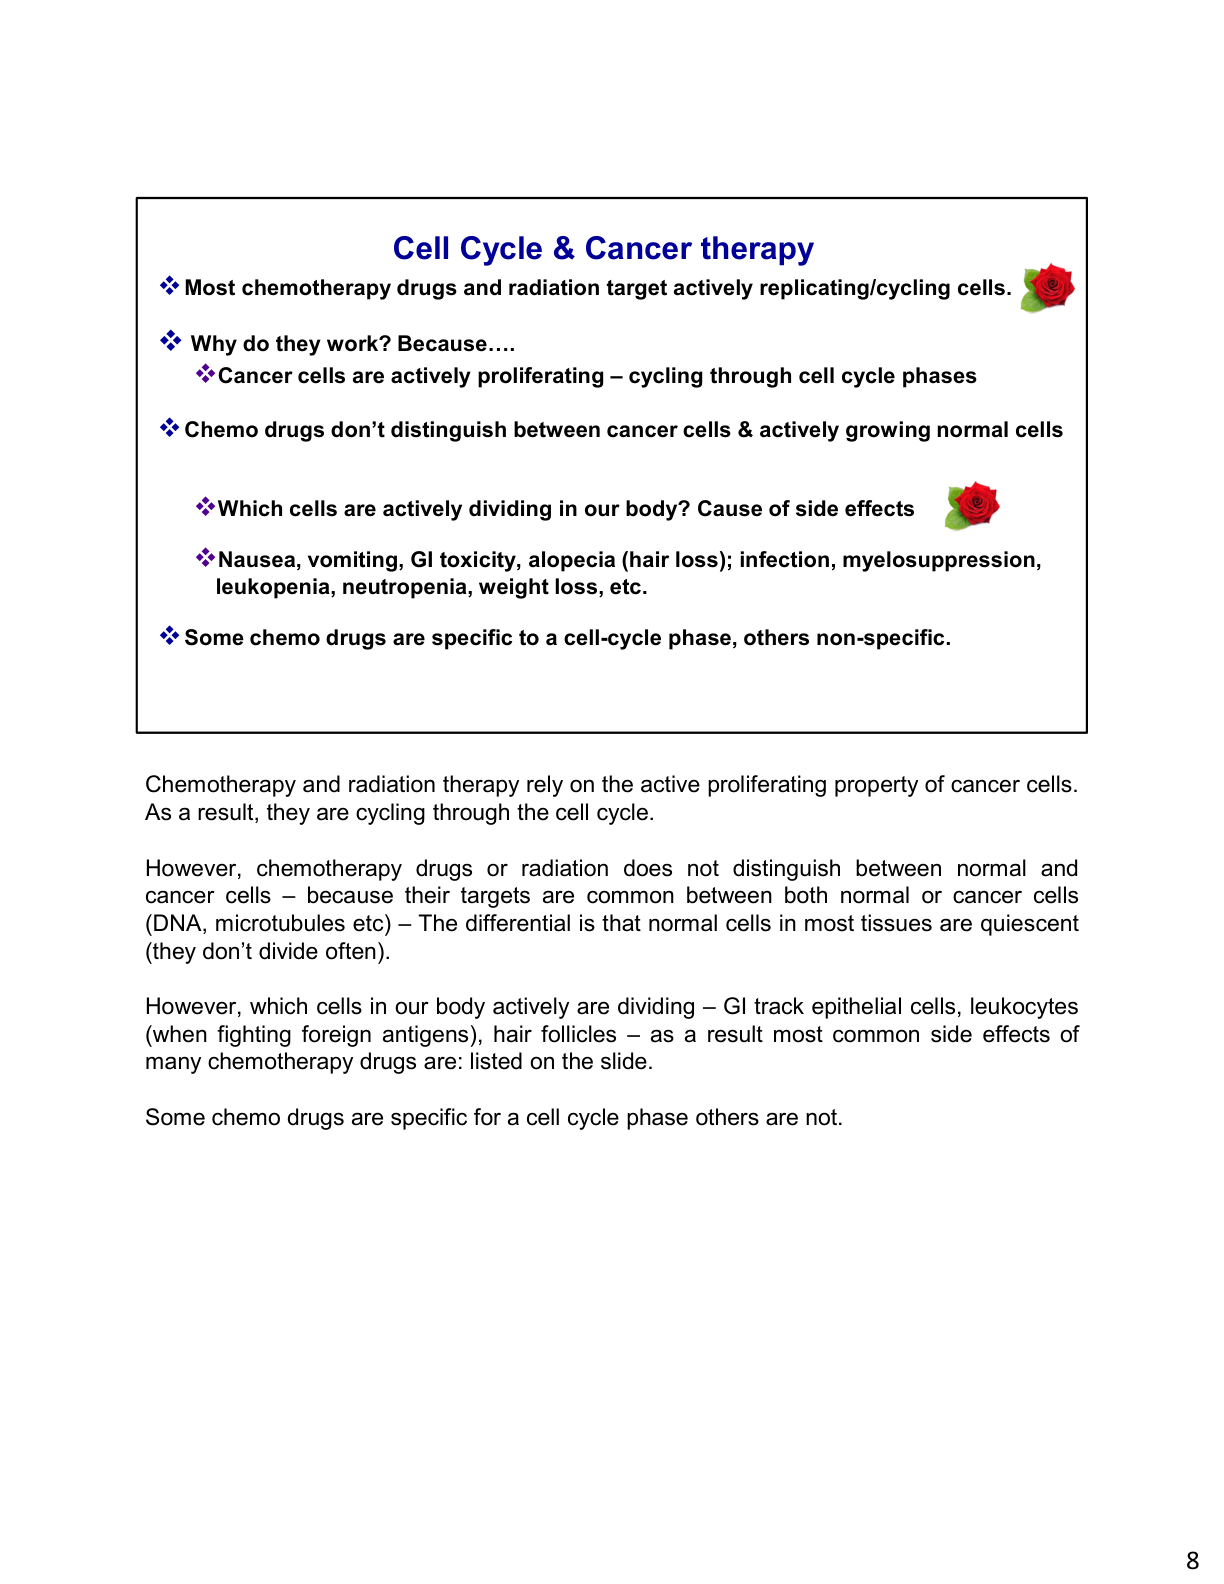 Cell Cycle & Cancer therapy
❖ Most chemotherapy drugs and radiation target actively replicating/cycling cells.
❖ Why do they work? Because….
❖Cancer cells are actively proliferating – cycling through cell cycle phases
❖ Chemo drugs don’t distinguish between cancer cells & actively growing normal cells
❖Which cells are actively dividing in our body? Cause of side effects
❖Nausea, vomiting, GI toxicity, alopecia (hair loss); infection, myelosuppression,
leukopenia, neutropenia, weight loss, etc.
❖ Some chemo drugs are specific to a cell-cycle phase, others non-specific.
Chemotherapy and radiation therapy rely on the active proliferating property of cancer cells.
As a result, they are cycling through the cell cycle.
However, chemotherapy drugs or radiation does not distinguish between normal and
cancer cells – because their targets are common between both normal or cancer cells
(DNA, microtubules etc) – The differential is that normal cells in most tissues are quiescent
(they don’t divide often).
However, which cells in our body actively are dividing – GI track epithelial cells, leukocytes
(when fighting foreign antigens), hair follicles – as a result most common side effects of
many chemotherapy drugs are: listed on the slide.
Some chemo drugs are specific for a cell cycle phase others are not.
8